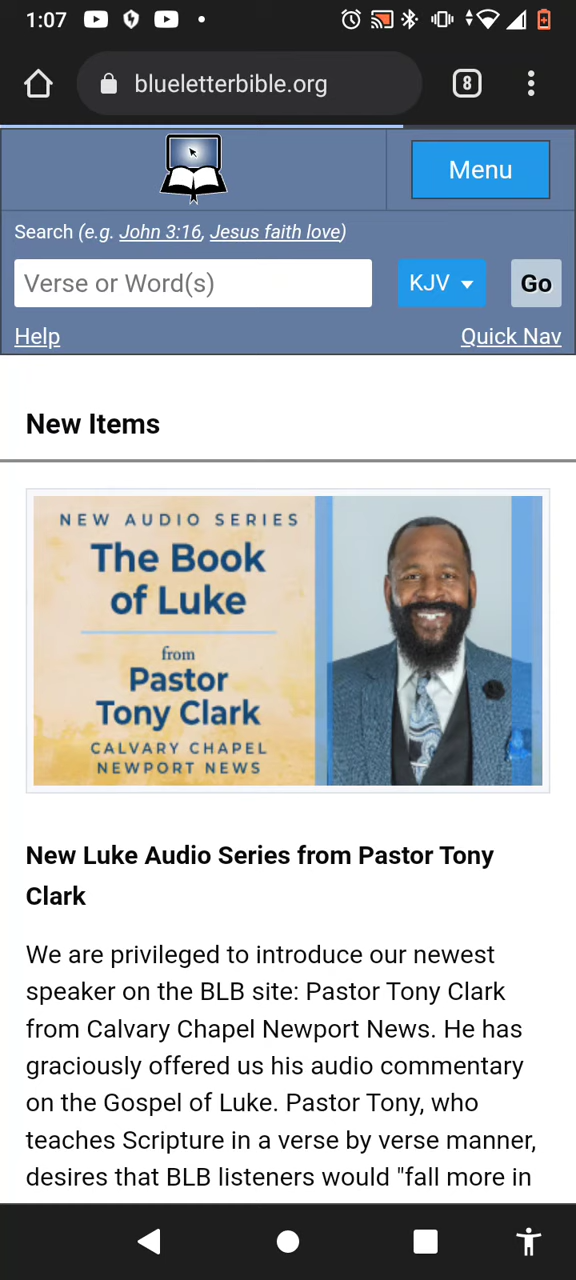 1:07
blueletterbible.org
8
Menu
Search (e.g. John 3:16, Jesus faith love)
Verse or Word(s)
KJV
Go
Help
Quick Nav
New Items
NEW AUDIO SERIES
The Book
of Luke
from
Pastor
Tony Clark
CALVARY CHAPEL
NEWPORT NEWS
New Luke Audio Series from Pastor Tony
Clark
We are privileged to introduce our newest
speaker on the BLB site: Pastor Tony Clark
from Calvary Chapel Newport News. He has
graciously offered us his audio commentary
on the Gospel of Luke. Pastor Tony, who
teaches Scripture in a verse by verse manner,
desires that BLB listeners would "fall more in